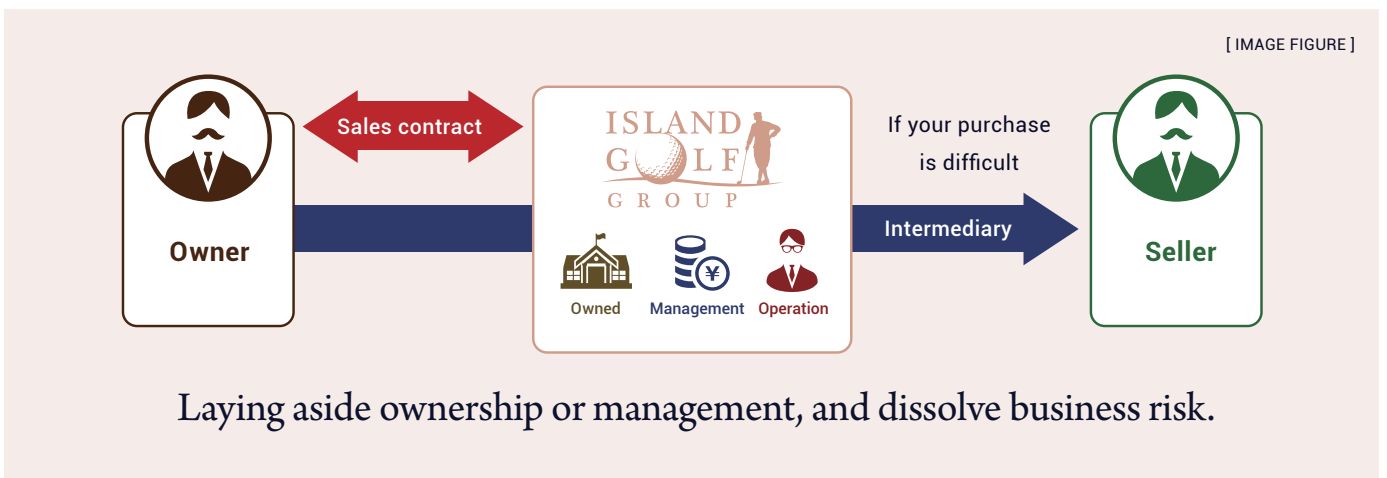 [ IMAGE FIGURE ]
Sales contract
ISLAND
GOLF
GROUP
If your purchase
is difficult
Owner
Intermediary
Seller
¥
Owned
Management
Operation
Laying aside ownership or management, and dissolve business risk.